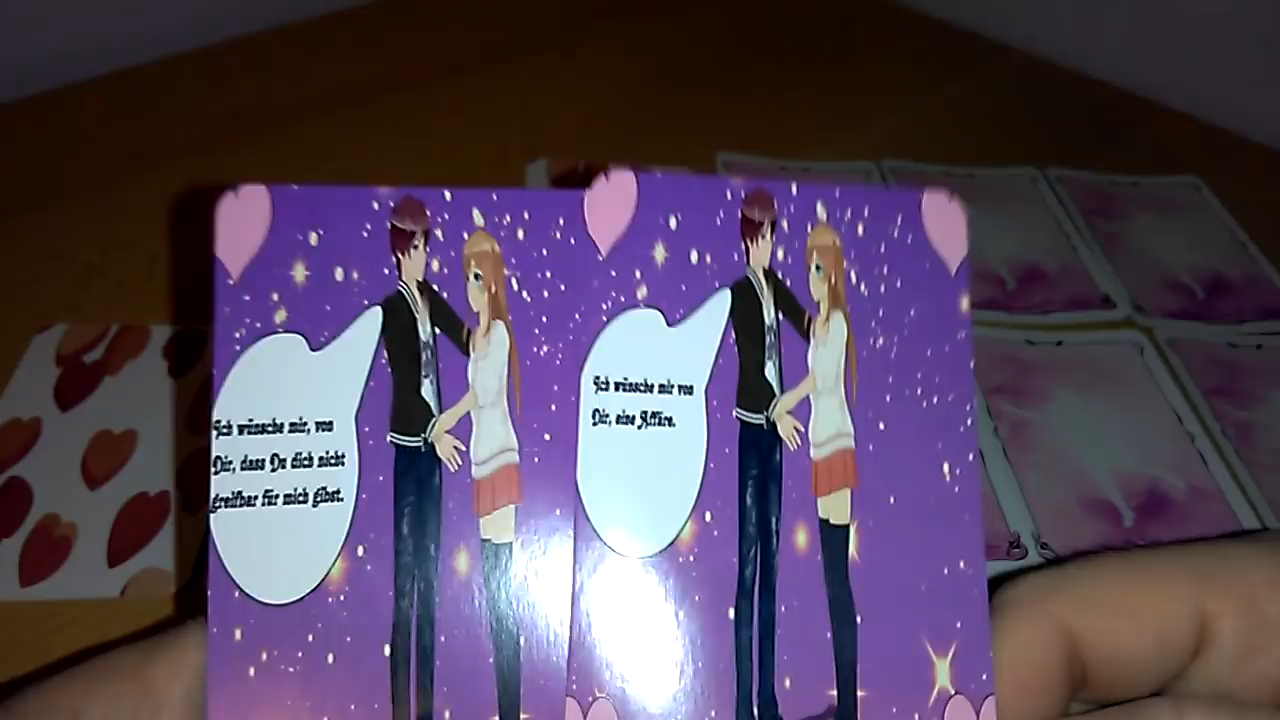 Ich wünsche mir, von
Dir, dass Du dich nicht
greifbar für mich gibst.
Ich wünsche mir von
Dir, eine Affäre.